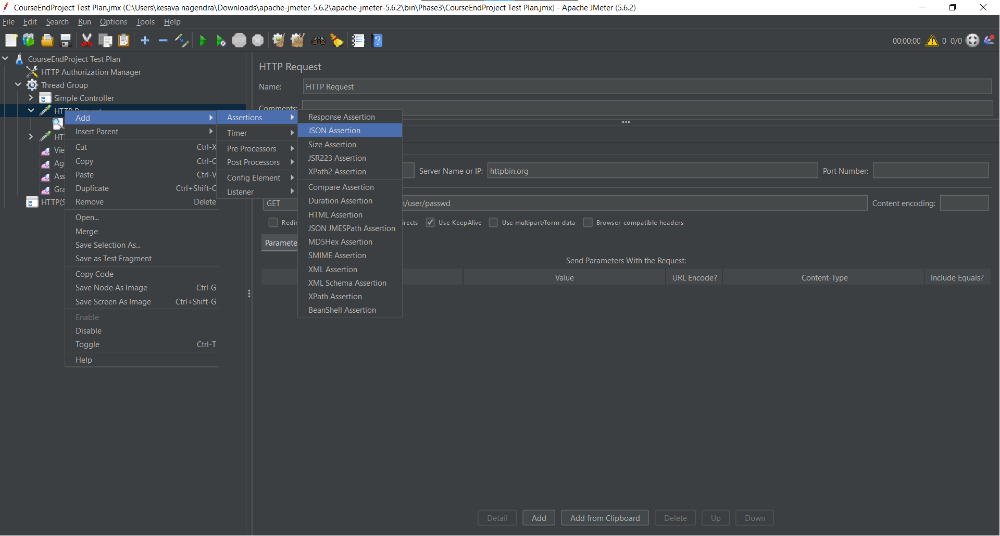 CourseEndProject Test Plan.jmx (C:\Users\kesava nagendra\Downloads\apache-jmeter-5.6.2\apache-jmeter-5.6.2\bin\Phase3\CourseEndProject Test Plan.jmx) - Apache JMeter (5.6.2)
File Edit Search Run Options Tools Help
STOP
00:00:00 0 0/0
CourseEndProject Test Plan
HTTP Authorization Manager
Thread Group
Simple Controller
HTTP Request
HT
Vie
Ag
Ass
Gra
HTTP(S
Add
Insert Parent
Cut Ctrl-X
Copy Ctrl-C
Paste Ctrl-V
Duplicate Ctrl+Shift-C
Remove Delete
Open...
Merge
Save Selection As...
Save as Test Fragment
Copy Code
Save Node As Image Ctrl-G
Save Screen As Image Ctrl+Shift-G
Enable
Disable
Toggle Ctrl-T
Help
Assertions
Timer
Pre Processors
Post Processors
Config Element
Listener
Response Assertion
JSON Assertion
Size Assertion
JSR223 Assertion
XPath2 Assertion
Compare Assertion
Duration Assertion
HTML Assertion
JSON JMESPath Assertion
MD5Hex Assertion
SMIME Assertion
XML Assertion
XML Schema Assertion
XPath Assertion
BeanShell Assertion
HTTP Request
Name: HTTP Request
Comments:
Server Name or IP: httpbin.org Port Number:
GET /user/passwd Content encoding:
Redir irects Use KeepAlive Use multipart/form-data Browser-compatible headers
Paramete
Send Parameters With the Request:
Value URL Encode? Content-Type Include Equals?
Detail Add Add from Clipboard Delete Up Down